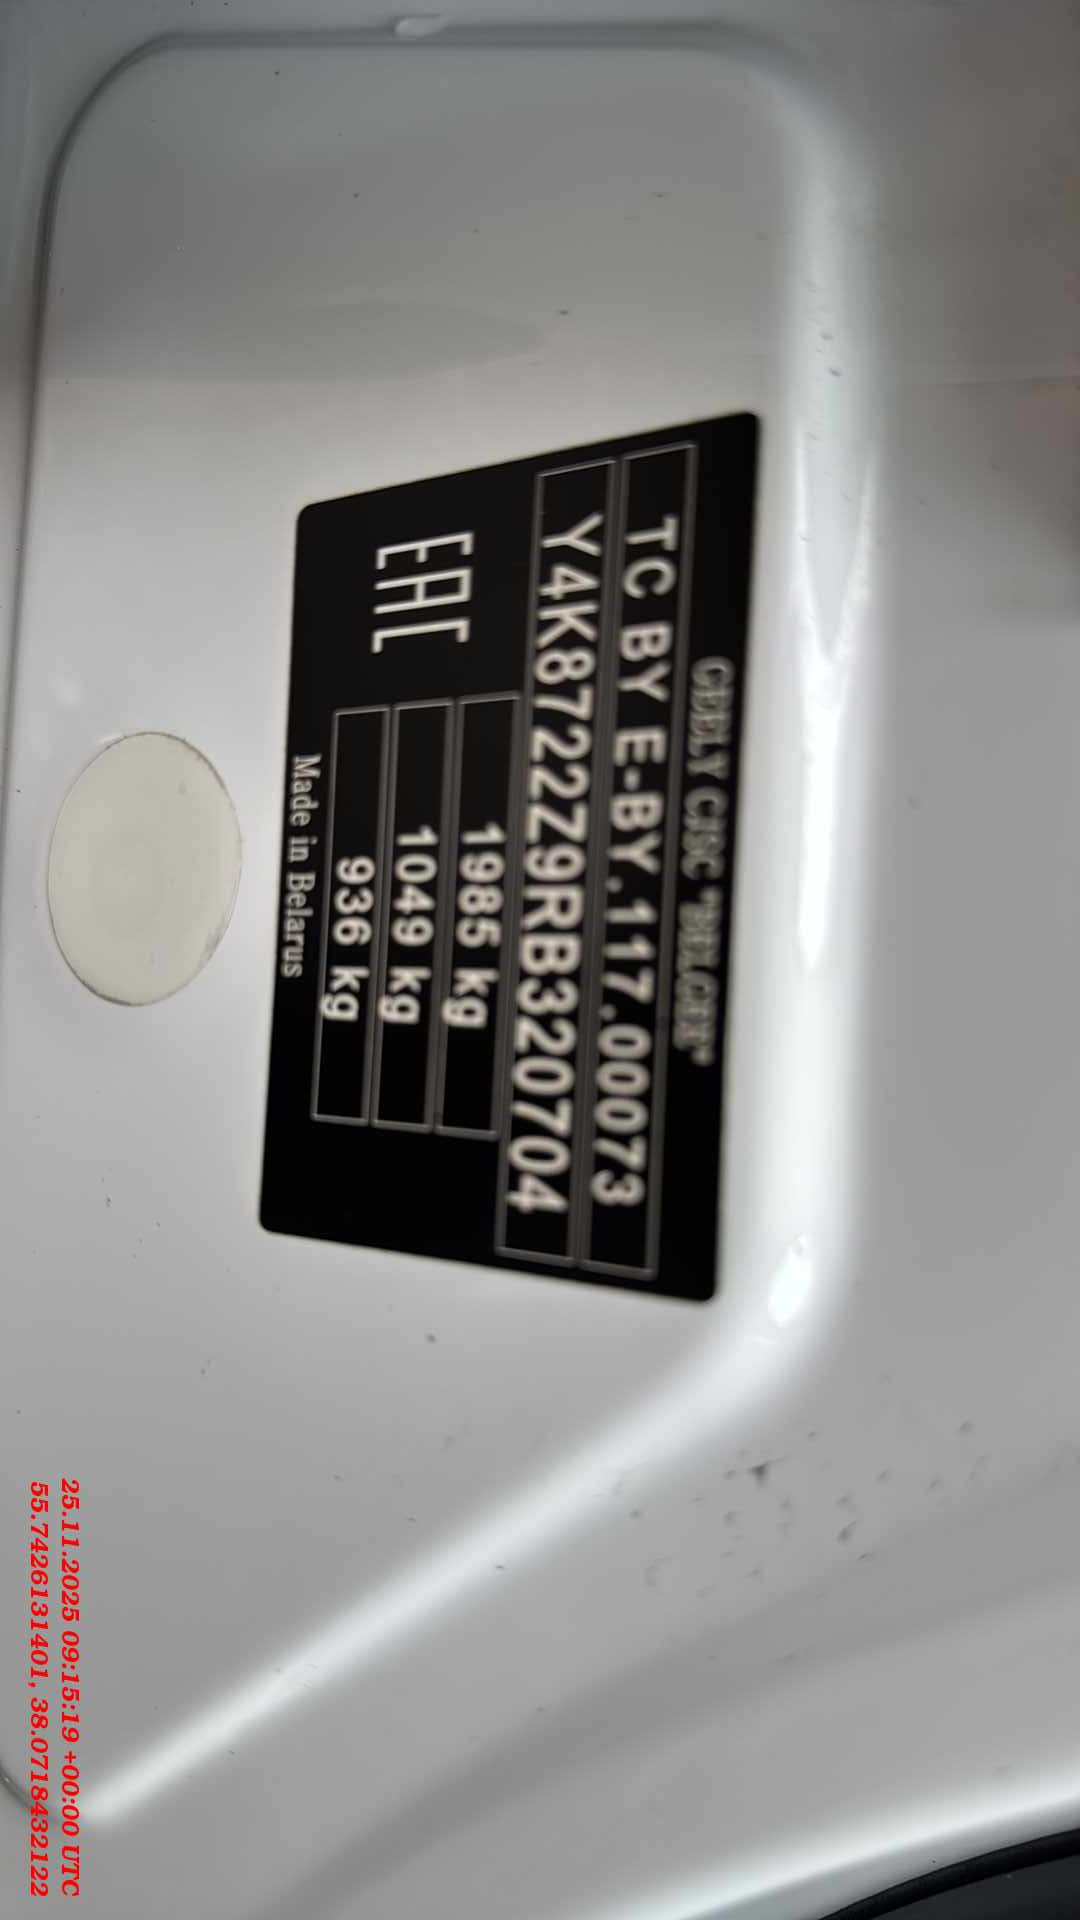 GEELY CJSC "BELGEE"
TC BY E-BY.117.00073
Y4K8722Z9RB320704
1985 kg
1049 kg
936 kg
EAC
Made in Belarus
25.11.2025 09:15:19 +00:00 UTC
55.7426131401, 38.0718432122